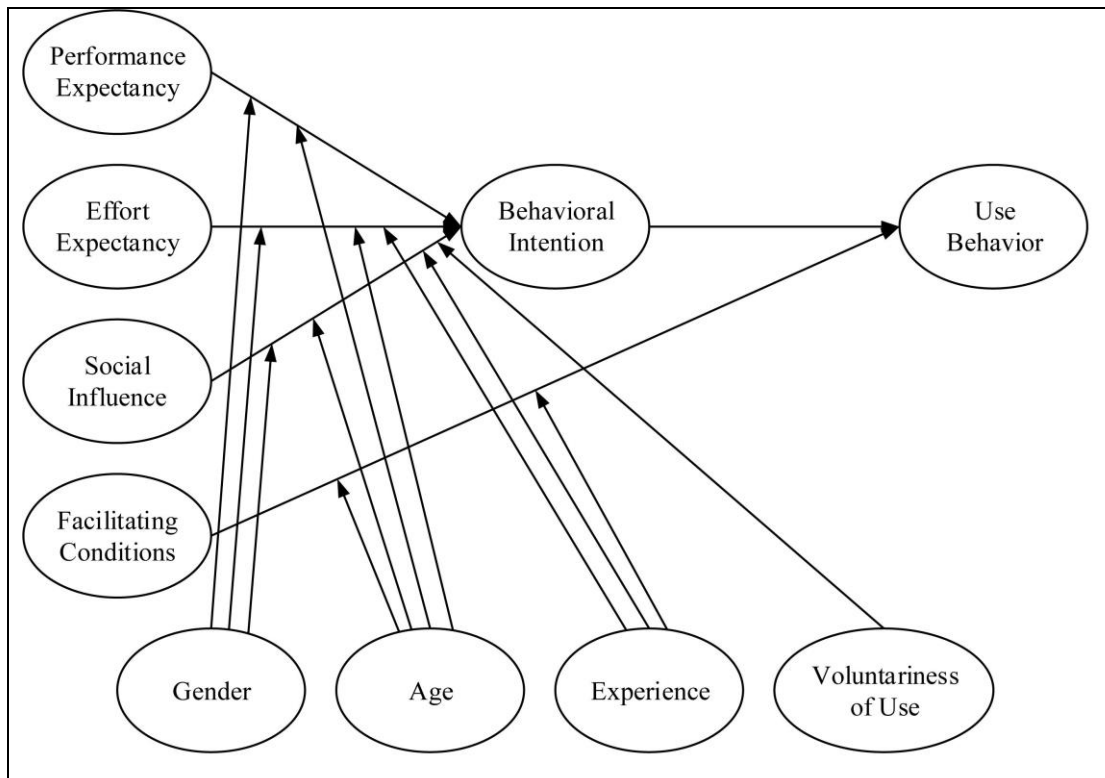 Performance
Expectancy
Effort
Expectancy
Behavioral
Intention
Use
Behavior
Social
Influence
Facilitating
Conditions
Gender
Age
Experience
Voluntariness
of Use